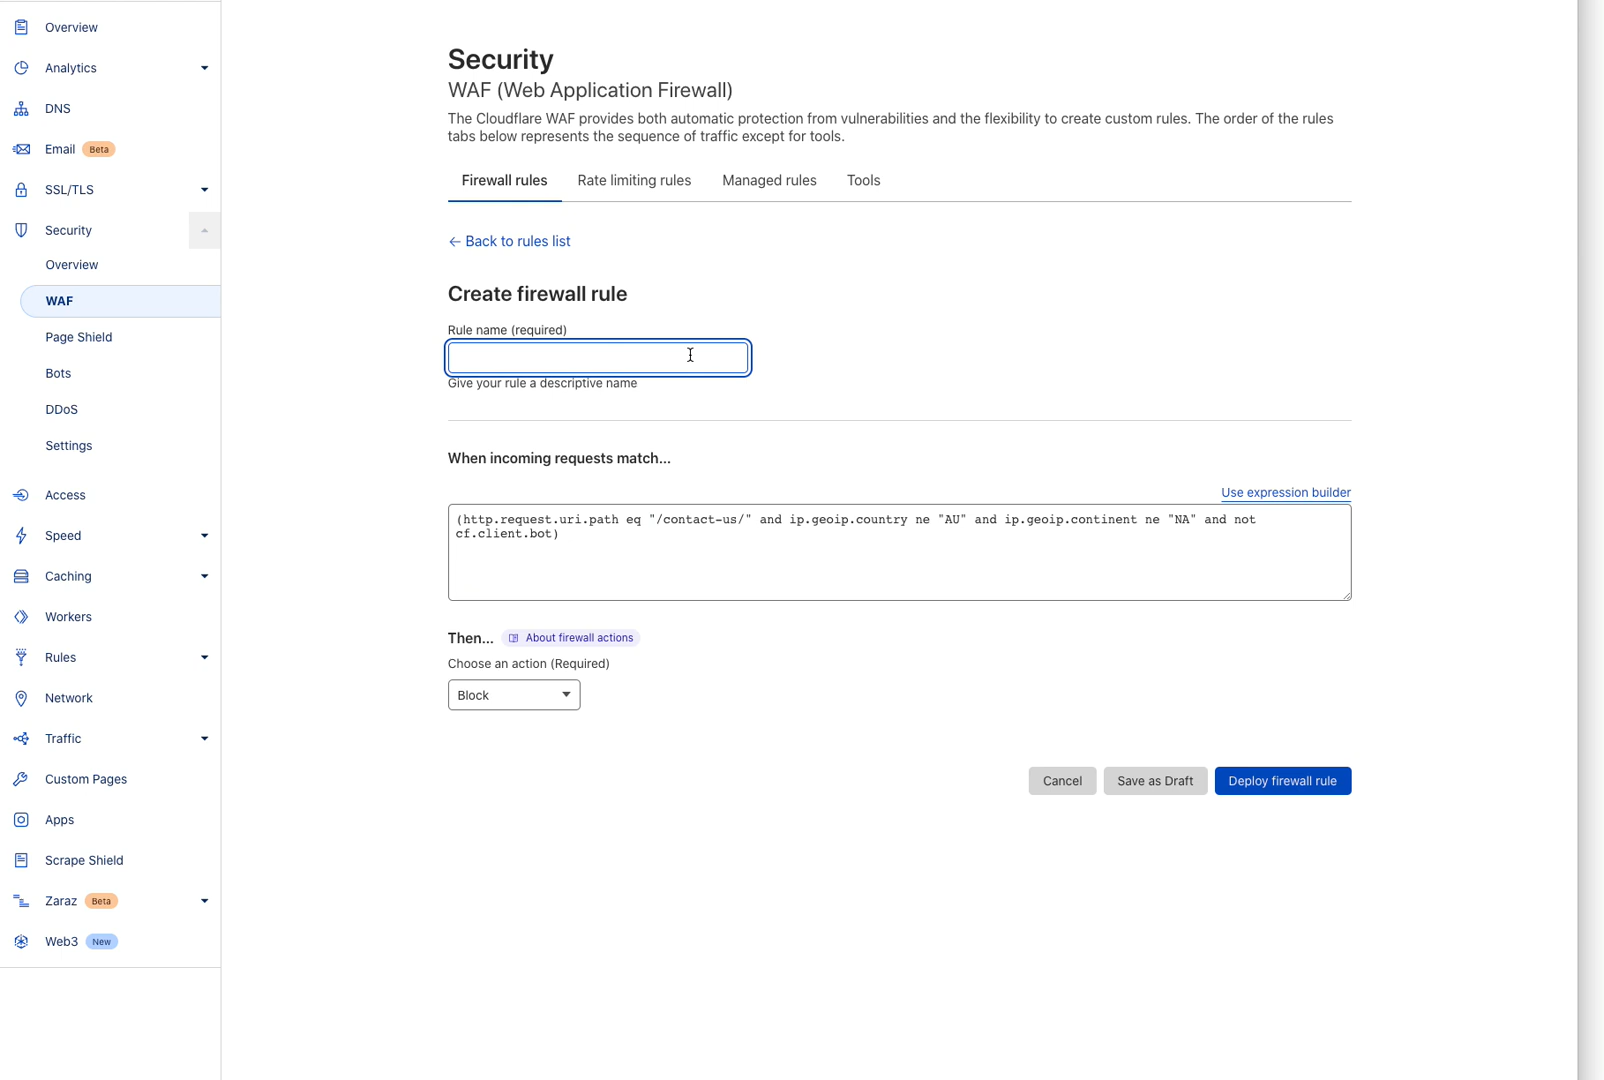 Overview
Analytics
DNS
Email Beta
SSL/TLS
Security
Overview
WAF
Page Shield
Bots
DDoS
Settings
Access
Speed
Caching
Workers
Rules
Network
Traffic
Custom Pages
Apps
Scrape Shield
Zaraz Beta
Web3 New
Security
WAF (Web Application Firewall)
The Cloudflare WAF provides both automatic protection from vulnerabilities and the flexibility to create custom rules. The order of the rules
tabs below represents the sequence of traffic except for tools.
Firewall rules Rate limiting rules Managed rules Tools
← Back to rules list
Create firewall rule
Rule name (required)
Give your rule a descriptive name
When incoming requests match...
Use expression builder
(http.request.uri.path eq "/contact-us/" and ip.geoip.country ne "AU" and ip.geoip.continent ne "NA" and not
cf.client.bot)
Then... About firewall actions
Choose an action (Required)
Block
Cancel Save as Draft Deploy firewall rule